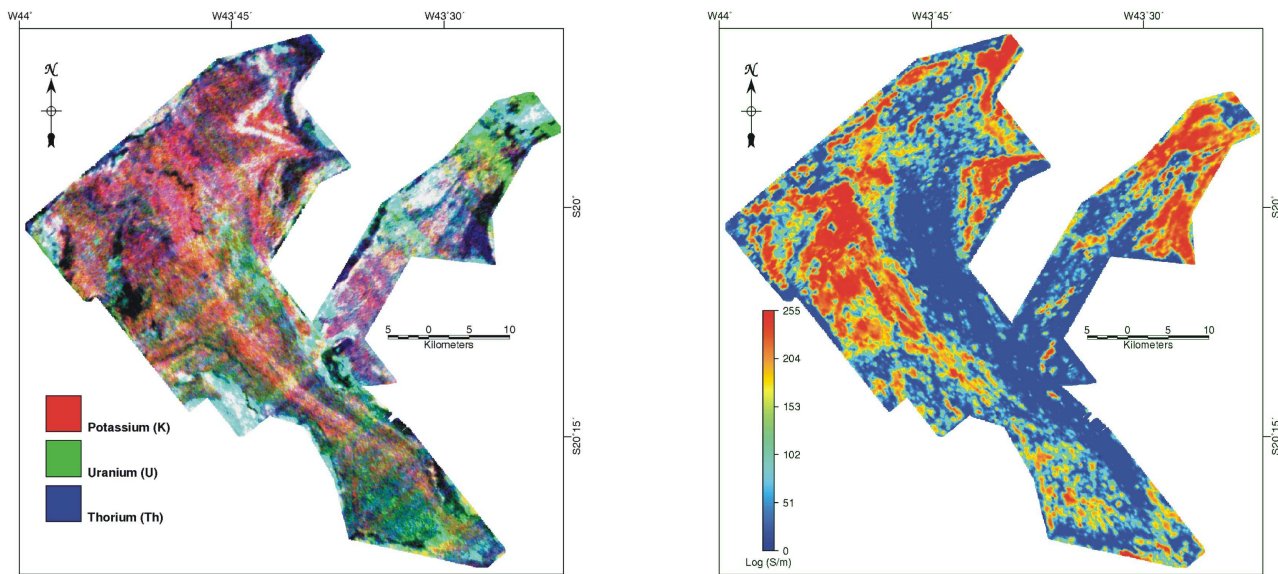 W44°
W43°45'
W43°30'
N
S20°
5 0 5 10
Kilometers
Potassium (K)
Uranium (U)
Thorium (Th)
S20°15'
W44°
W43°45'
W43°30'
N
S20°
255
204
153
102
51
0
Log (S/m)
5 0 5 10
Kilometers
S20°15'